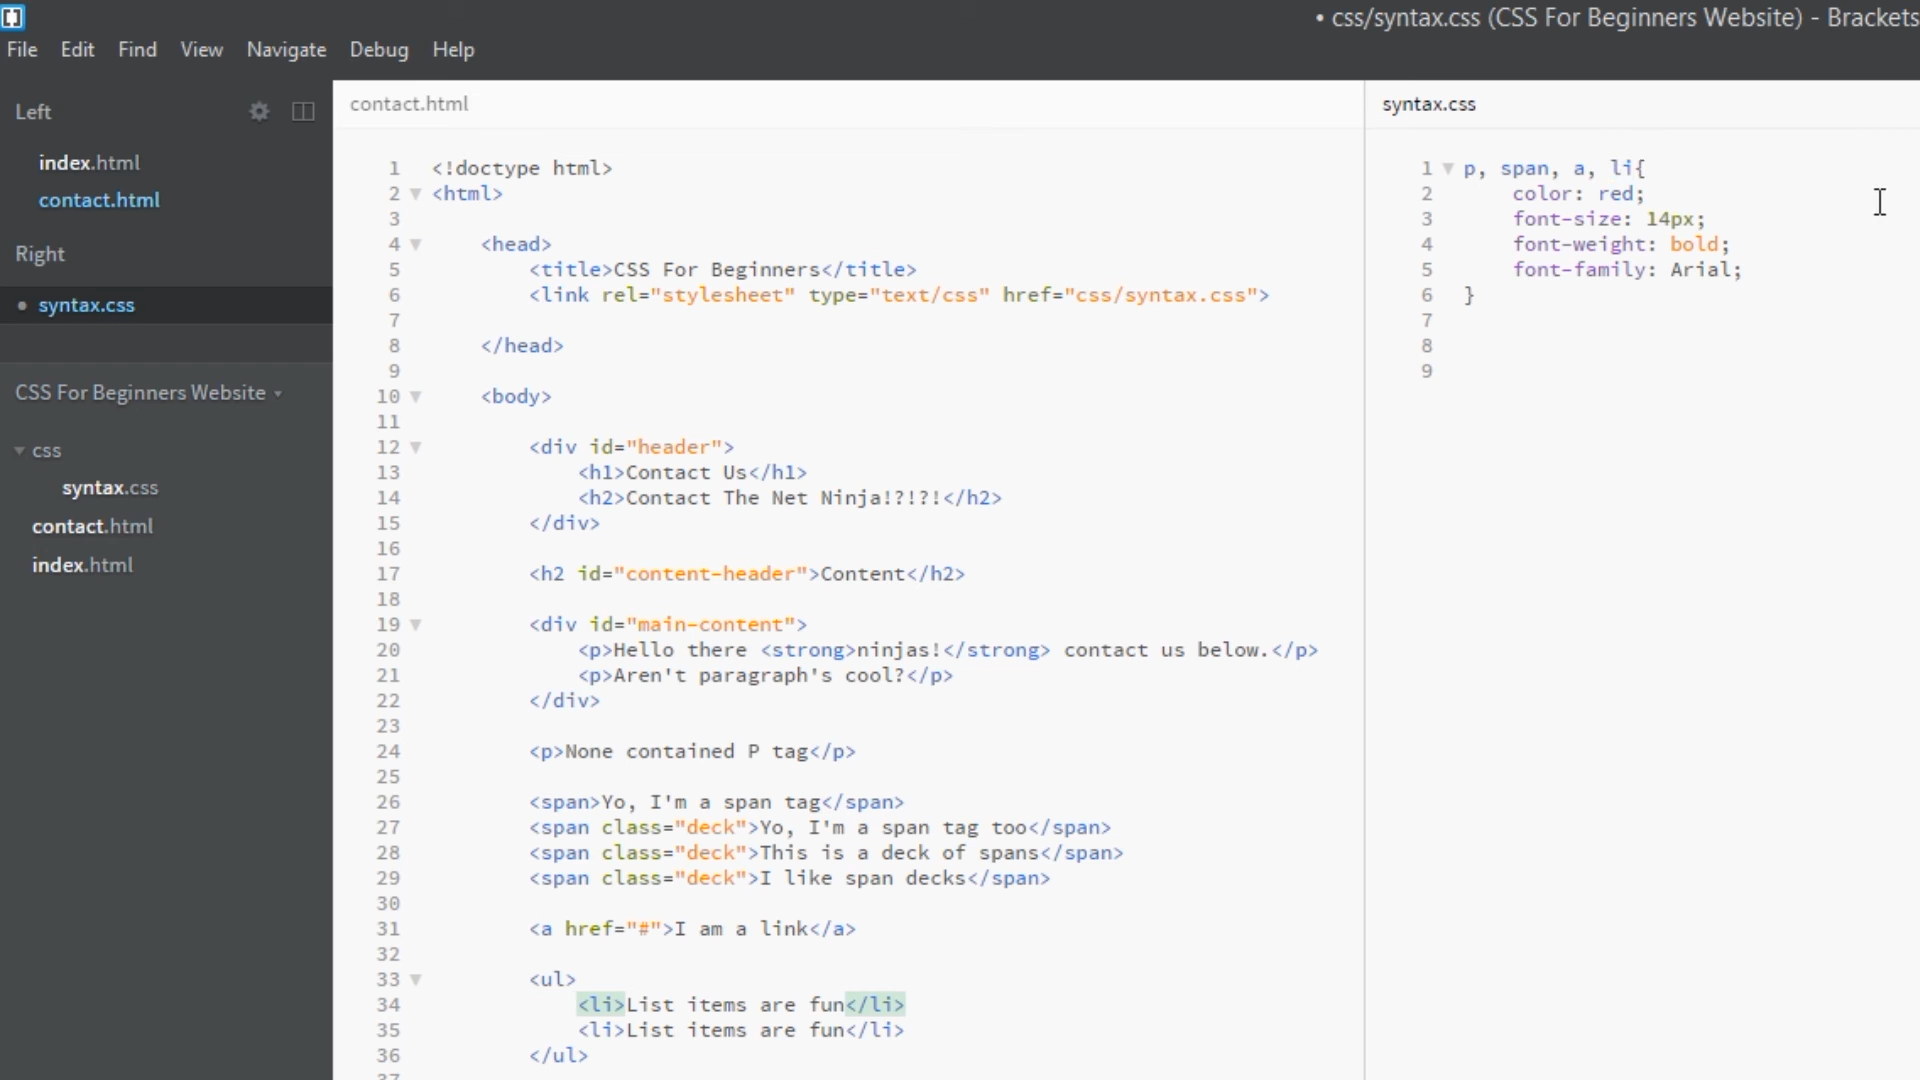 • css/syntax.css (CSS For Beginners Website) - Brackets
File Edit Find View Navigate Debug Help
Left
index.html
contact.html
Right
• syntax.css
CSS For Beginners Website
css
syntax.css
contact.html
index.html
contact.html
1 <!doctype html>
2 <html>
3
4 <head>
5 <title>CSS For Beginners</title>
6 <link rel="stylesheet" type="text/css" href="css/syntax.css">
7
8 </head>
9
10 <body>
11
12 <div id="header">
13 <h1>Contact Us</h1>
14 <h2>Contact The Net Ninja!?!?!</h2>
15 </div>
16
17 <h2 id="content-header">Content</h2>
18
19 <div id="main-content">
20 <p>Hello there <strong>ninjas!</strong> contact us below.</p>
21 <p>Aren't paragraph's cool?</p>
22 </div>
23
24 <p>None contained P tag</p>
25
26 <span>Yo, I'm a span tag</span>
27 <span class="deck">Yo, I'm a span tag too</span>
28 <span class="deck">This is a deck of spans</span>
29 <span class="deck">I like span decks</span>
30
31 <a href="#">I am a link</a>
32
33 <ul>
34 <li>List items are fun</li>
35 <li>List items are fun</li>
36 </ul>
37
syntax.css
1 p, span, a, li{
2 color: red;
3 font-size: 14px;
4 font-weight: bold;
5 font-family: Arial;
6 }
7
8
9